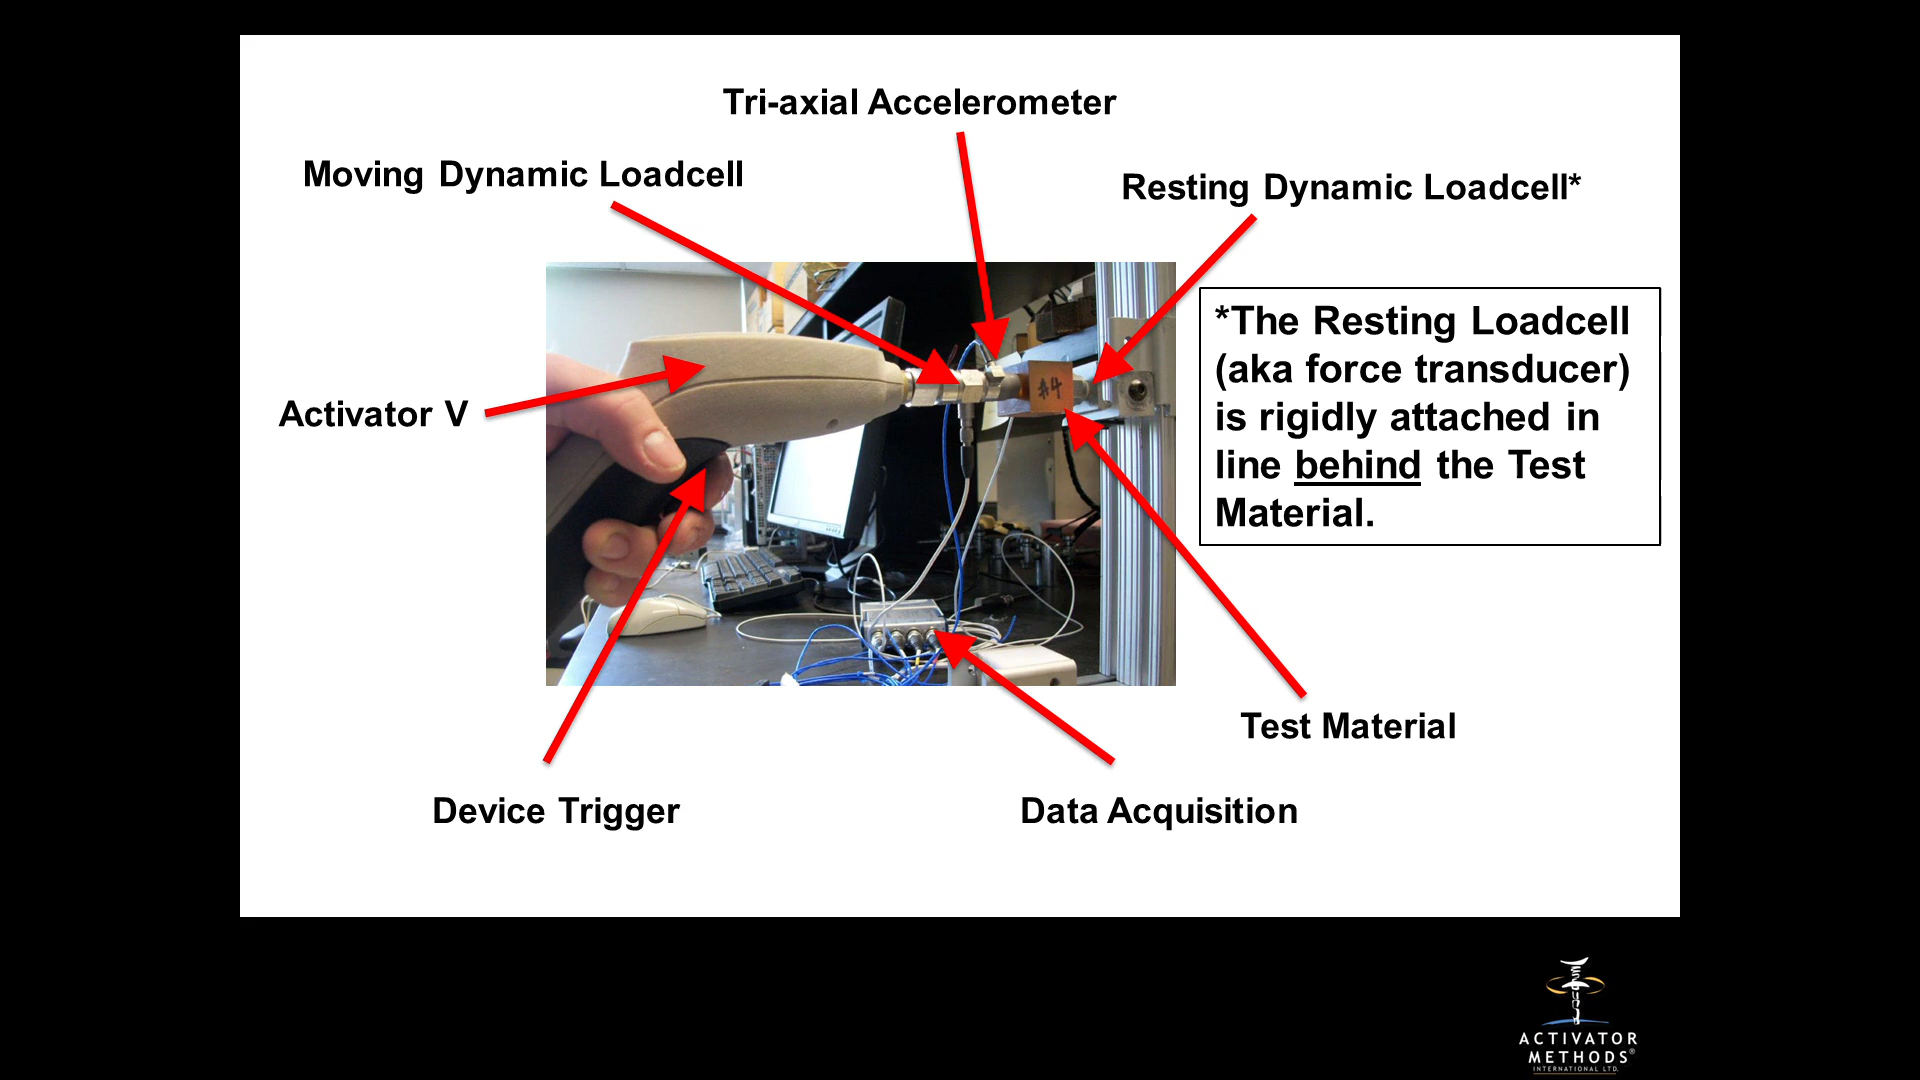 Tri-axial Accelerometer
Moving Dynamic Loadcell
Resting Dynamic Loadcell*
*The Resting Loadcell
(aka force transducer)
is rigidly attached in
line behind the Test
Material.
A4
Activator V
Test Material
Device Trigger
Data Acquisition
ACTIVATOR
METHODS®
INTERNATIONAL LTD.